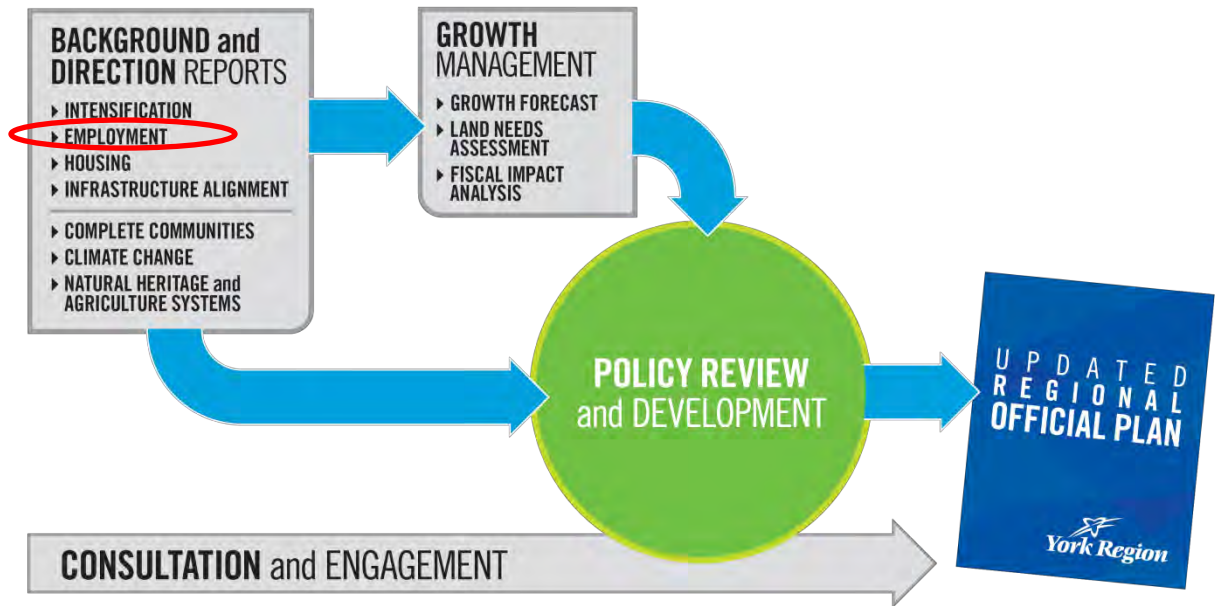 BACKGROUND and
DIRECTION REPORTS
INTENSIFICATION
EMPLOYMENT
HOUSING
INFRASTRUCTURE ALIGNMENT
COMPLETE COMMUNITIES
CLIMATE CHANGE
NATURAL HERITAGE and
AGRICULTURE SYSTEMS
GROWTH
MANAGEMENT
GROWTH FORECAST
LAND NEEDS
ASSESSMENT
FISCAL IMPACT
ANALYSIS
POLICY REVIEW
and DEVELOPMENT
UPDATED
REGIONAL
OFFICIAL PLAN
York Region
CONSULTATION and ENGAGEMENT